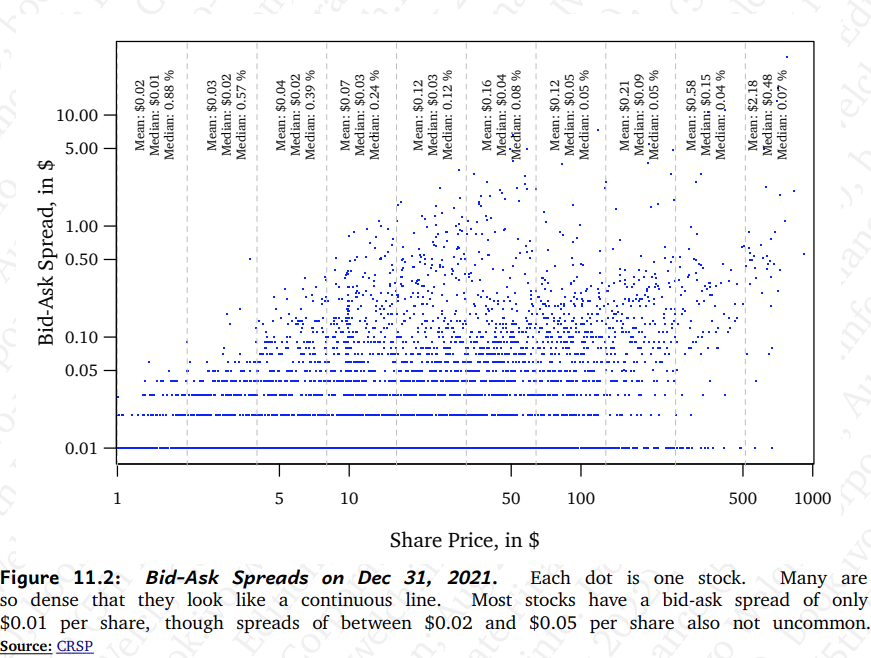 Mean: $0.02
Median: $0.01
Median: 0.88 %
Mean: $0.03
Median: $0.02
Median: 0.57 %
Mean: $0.04
Median: $0.02
Median: 0.39 %
Mean: $0.07
Median: $0.03
Median: 0.24 %
Mean: $0.12
Median: $0.03
Median: 0.12 %
Mean: $0.16
Median: $0.04
Median: 0.08 %
Mean: $0.12
Median: $0.05
Median: 0.05 %
Mean: $0.21
Median: $0.09
Median: 0.05 %
Mean: $0.58
Median: $0.15
Median: 0.04 %
Mean: $2.18
Median: $0.48
Median: 0.07 %
Bid-Ask Spread, in $
10.00
5.00
1.00
0.50
0.10
0.05
0.01
1 5 10 50 100 500 1000
Share Price, in $
Figure 11.2: Bid-Ask Spreads on Dec 31, 2021. Each dot is one stock. Many are
so dense that they look like a continuous line. Most stocks have a bid-ask spread of only
$0.01 per share, though spreads of between $0.02 and $0.05 per share also not uncommon.
Source: CRSP